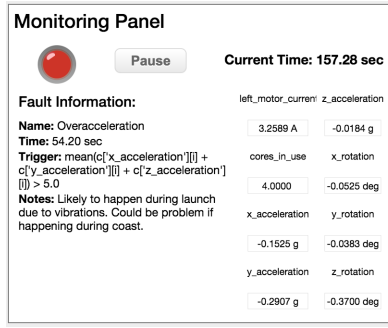 Monitoring Panel
Pause
Current Time: 157.28 sec
Fault Information:
Name: Overacceleration
Time: 54.20 sec
Trigger: mean(c['x_acceleration'][i] +
c['y_acceleration'][i] + c['z_acceleration']
[i]) > 5.0
Notes: Likely to happen during launch
due to vibrations. Could be problem if
happening during coast.
left_motor_current z_acceleration
3.2589 A -0.0184 g
cores_in_use x_rotation
4.0000 -0.0525 deg
x_acceleration y_rotation
-0.1525 g -0.0383 deg
y_acceleration z_rotation
-0.2907 g -0.3700 deg